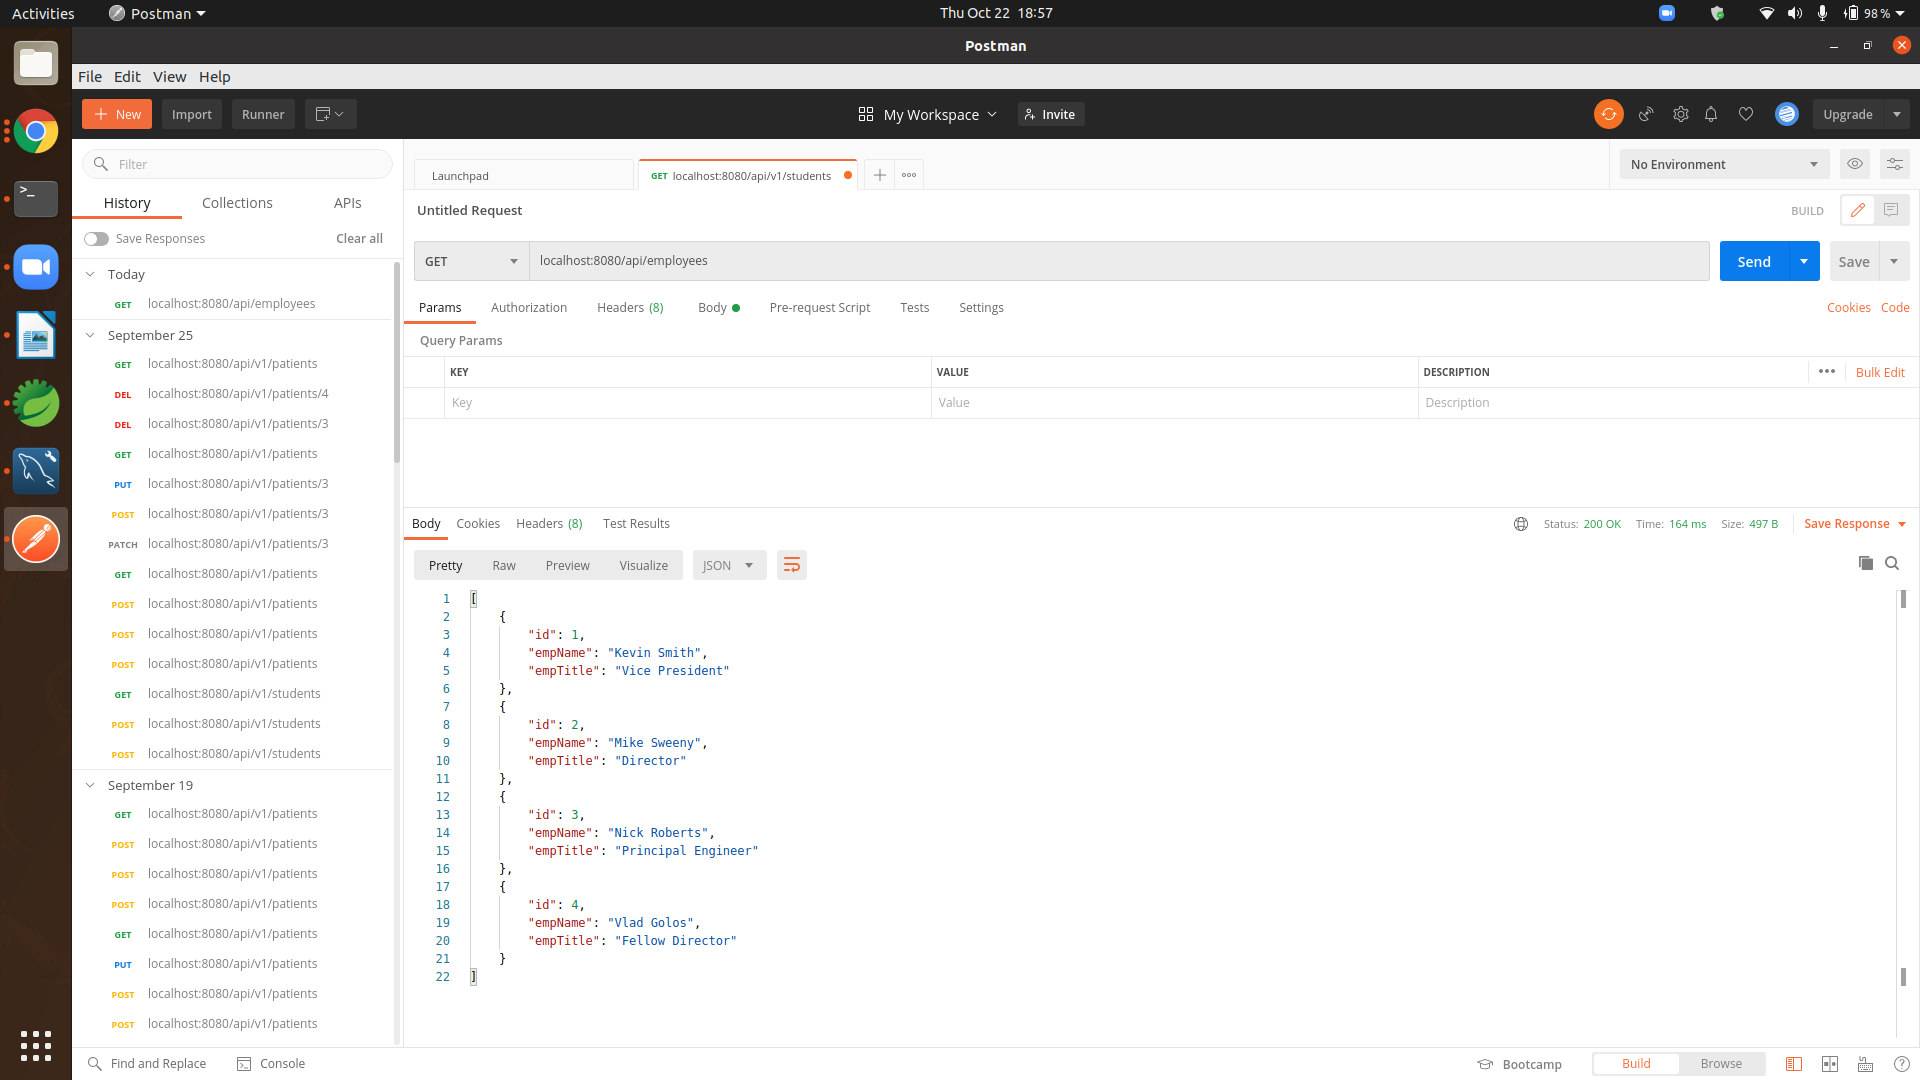 Activities
Postman
Thu Oct 22 18:57
98 %
Postman
File Edit View Help
New
Import
Runner
My Workspace
Invite
Upgrade
Filter
History Collections APIs
Save Responses
Clear all
Today
GET localhost:8080/api/employees
September 25
GET localhost:8080/api/v1/patients
DEL localhost:8080/api/v1/patients/4
DEL localhost:8080/api/v1/patients/3
GET localhost:8080/api/v1/patients
PUT localhost:8080/api/v1/patients/3
POST localhost:8080/api/v1/patients/3
PATCH localhost:8080/api/v1/patients/3
GET localhost:8080/api/v1/patients
POST localhost:8080/api/v1/patients
POST localhost:8080/api/v1/patients
POST localhost:8080/api/v1/patients
GET localhost:8080/api/v1/students
POST localhost:8080/api/v1/students
POST localhost:8080/api/v1/students
September 19
GET localhost:8080/api/v1/patients
POST localhost:8080/api/v1/patients
POST localhost:8080/api/v1/patients
POST localhost:8080/api/v1/patients
GET localhost:8080/api/v1/patients
PUT localhost:8080/api/v1/patients
POST localhost:8080/api/v1/patients
POST localhost:8080/api/v1/patients
Launchpad
GET localhost:8080/api/v1/students
No Environment
Untitled Request
BUILD
GET
localhost:8080/api/employees
Send
Save
Params Authorization Headers (8) Body Pre-request Script Tests Settings
Cookies Code
Query Params
KEY VALUE DESCRIPTION
Bulk Edit
Key Value Description
Body Cookies Headers (8) Test Results
Status: 200 OK Time: 164 ms Size: 497 B
Save Response
Pretty Raw Preview Visualize JSON
1 [
2 {
3 "id": 1,
4 "empName": "Kevin Smith",
5 "empTitle": "Vice President"
6 },
7 {
8 "id": 2,
9 "empName": "Mike Sweeny",
10 "empTitle": "Director"
11 },
12 {
13 "id": 3,
14 "empName": "Nick Roberts",
15 "empTitle": "Principal Engineer"
16 },
17 {
18 "id": 4,
19 "empName": "Vlad Golos",
20 "empTitle": "Fellow Director"
21 }
22 ]
Find and Replace
Console
Bootcamp
Build
Browse